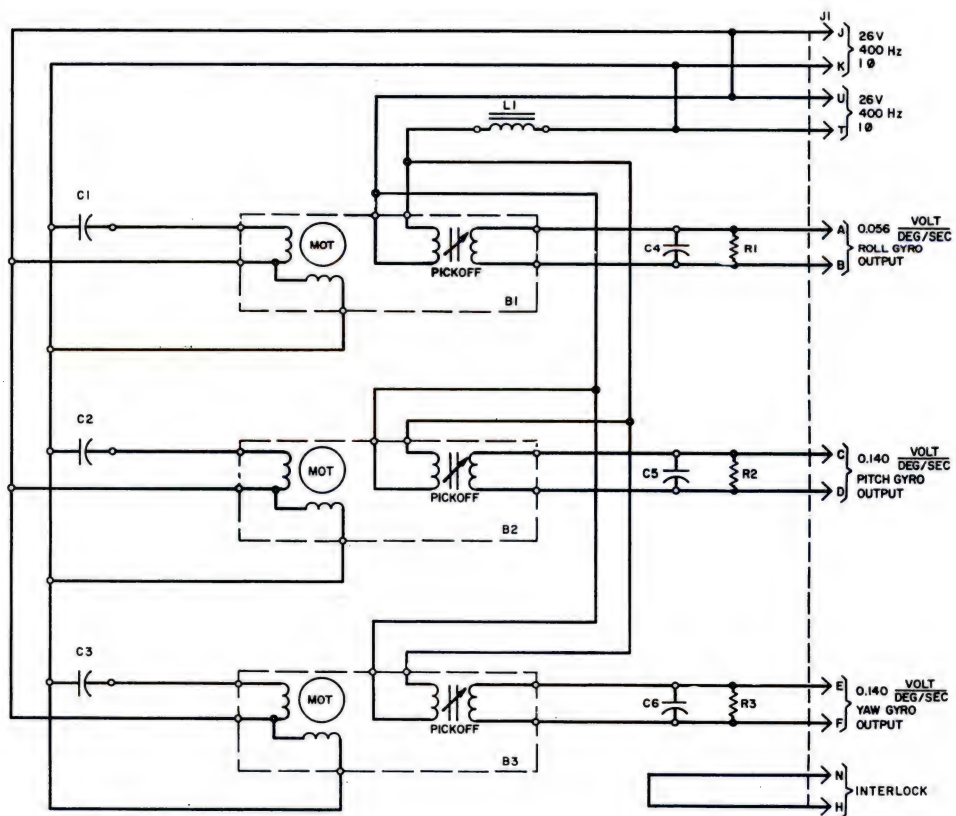 J1
J
26V
400 Hz
1Ø
K
U
26V
400 Hz
1Ø
T
L1
C1
MOT
PICKOFF
B1
C4
R1
A
B
0.056 VOLT
DEG/SEC
ROLL GYRO
OUTPUT
C2
MOT
PICKOFF
B2
C5
R2
C
D
0.140 VOLT
DEG/SEC
PITCH GYRO
OUTPUT
C3
MOT
PICKOFF
B3
C6
R3
E
F
0.140 VOLT
DEG/SEC
YAW GYRO
OUTPUT
N
H
INTERLOCK